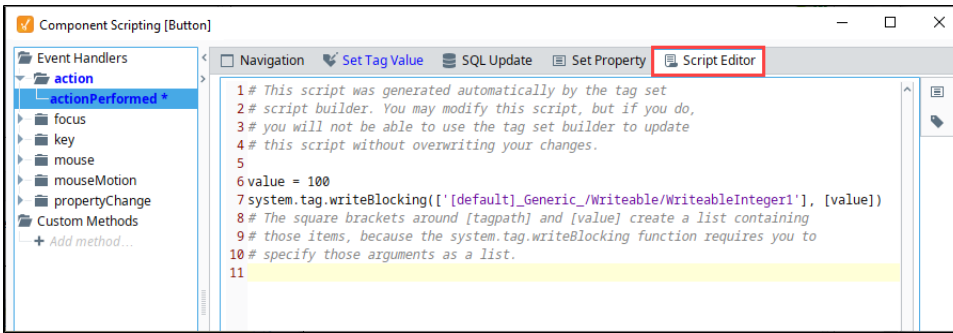 Component Scripting [Button]
Event Handlers
action
actionPerformed *
focus
key
mouse
mouseMotion
propertyChange
Custom Methods
Add method...
Navigation
Set Tag Value
SQL Update
Set Property
Script Editor
1 # This script was generated automatically by the tag set
2 # script builder. You may modify this script, but if you do,
3 # you will not be able to use the tag set builder to update
4 # this script without overwriting your changes.
5
6 value = 100
7 system.tag.writeBlocking(['[default]_Generic_/Writeable/WriteableInteger1'], [value])
8 # The square brackets around [tagpath] and [value] create a list containing
9 # those items, because the system.tag.writeBlocking function requires you to
10 # specify those arguments as a list.
11